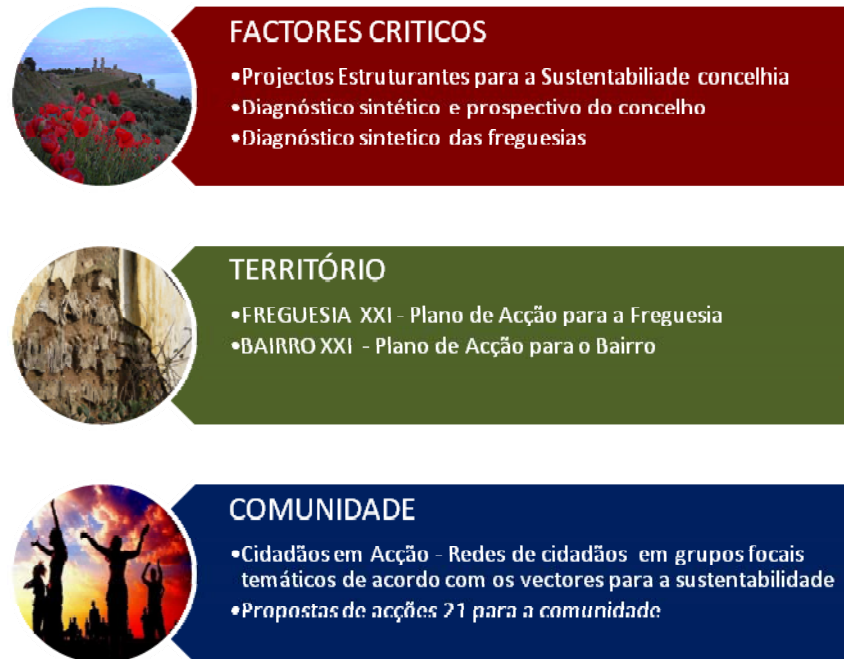 FACTORES CRITICOS
•Projectos Estruturantes para a Sustentabiliade concelhia
•Diagnóstico sintético e prospectivo do concelho
•Diagnóstico sintetico das freguesias
TERRITÓRIO
•FREGUESIA XXI - Plano de Acção para a Freguesia
•BAIRRO XXI - Plano de Acção para o Bairro
COMUNIDADE
•Cidadãos em Acção - Redes de cidadãos em grupos focais
temáticos de acordo com os vectores para a sustentabilidade
•Propostas de acções 21 para a comunidade